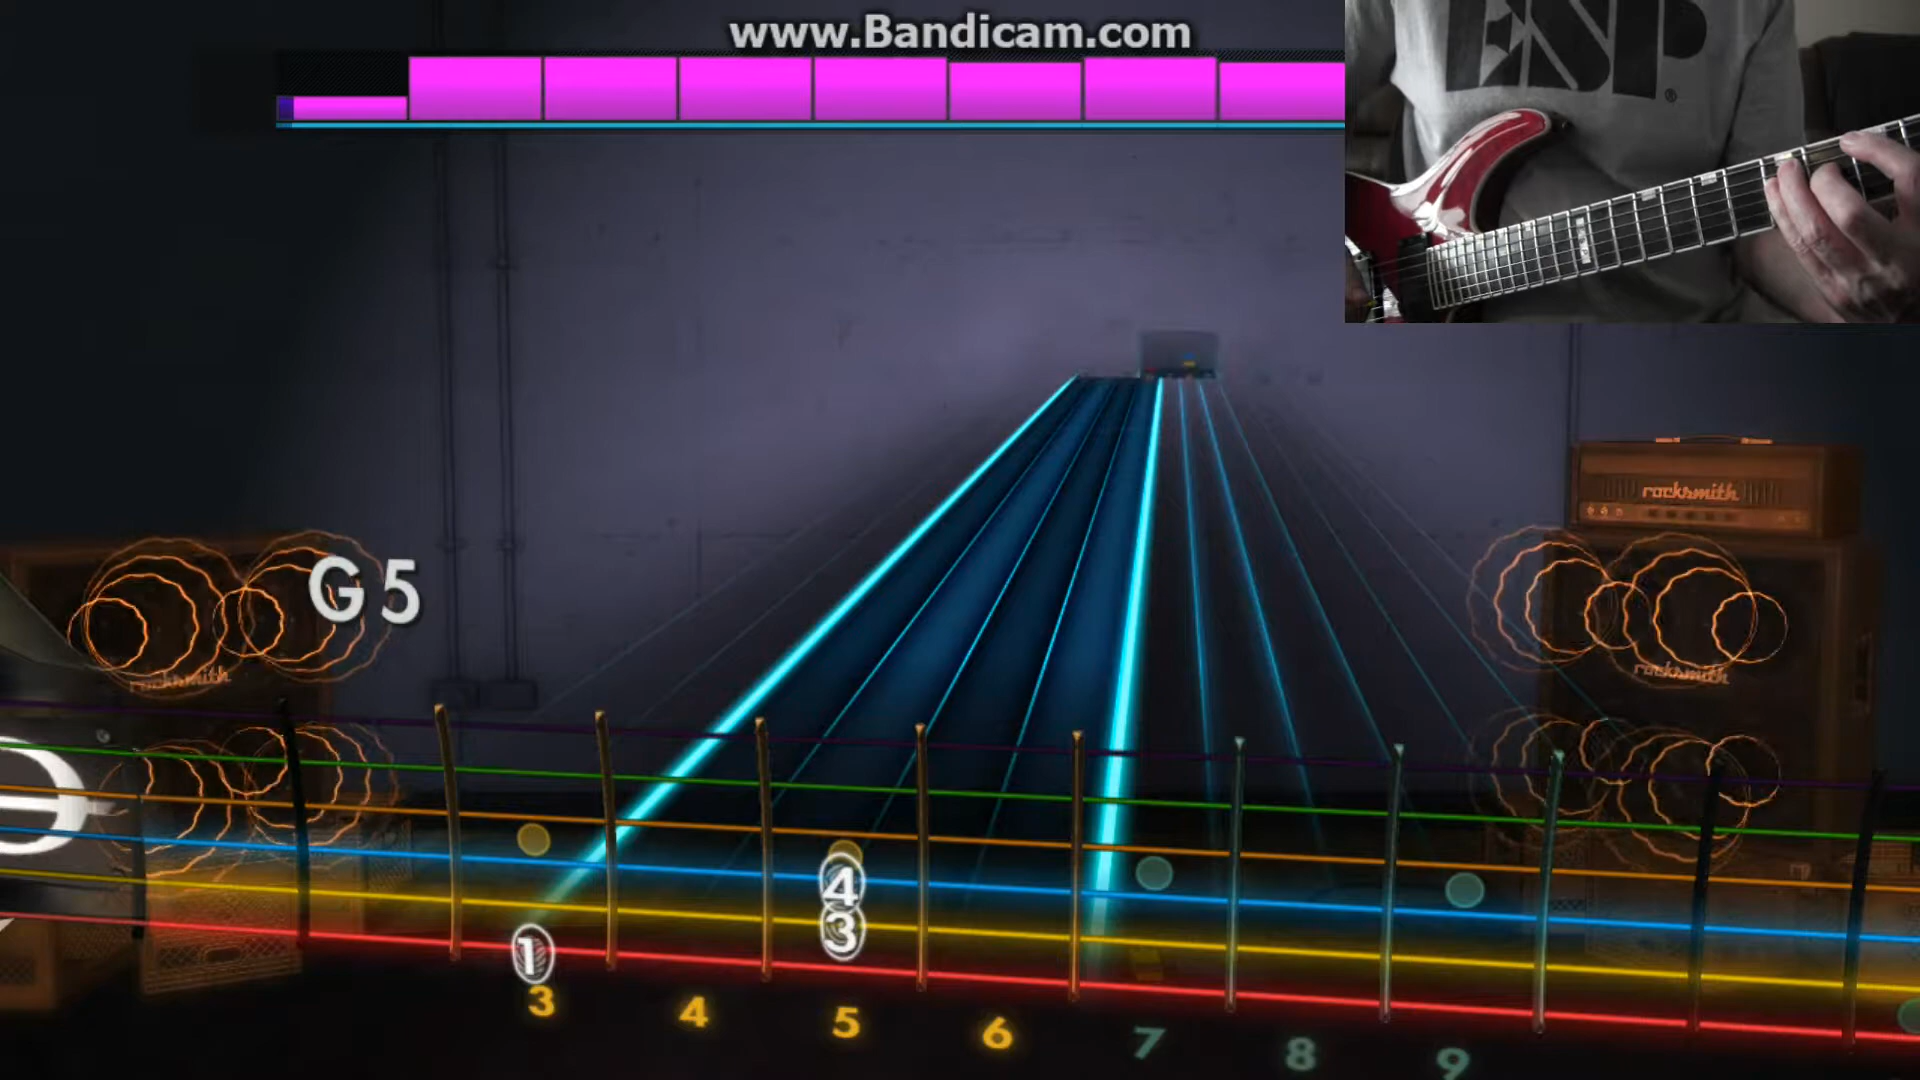 www.Bandicam.com
ESP®
rocksmith
G5
rocksmith
rocksmith
4
3
1
3 4 5 6 7 8 9